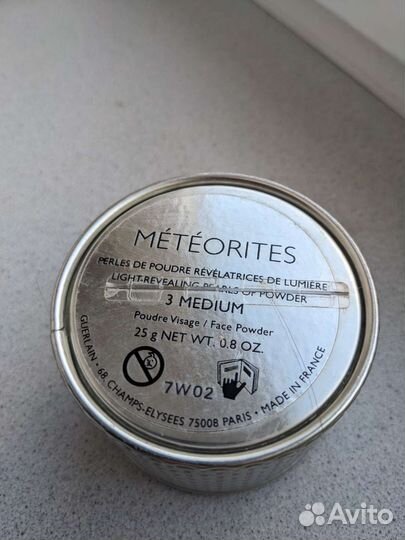 MÉTÉORITES
PERLES DE POUDRE RÉVÉLATRICES DE LUMIÈRE
LIGHT-REVEALING PEARLS OF POWDER
3 MEDIUM
Poudre Visage / Face Powder
25 g NET WT. 0.8 OZ.
7W02
GUERLAIN • 68, CHAMPS-ELYSEES 75008 PARIS • MADE IN FRANCE
Avito